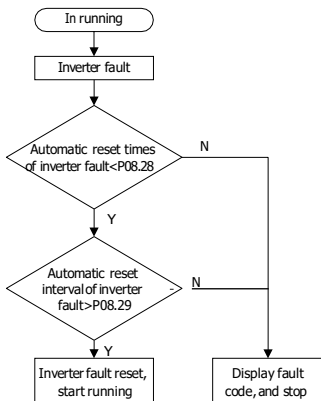 In running
Inverter fault
Automatic reset times
of inverter fault<P08.28
N
Y
Automatic reset
interval of inverter
fault>P08.29
N
Y
Inverter fault reset,
start running
Display fault
code, and stop